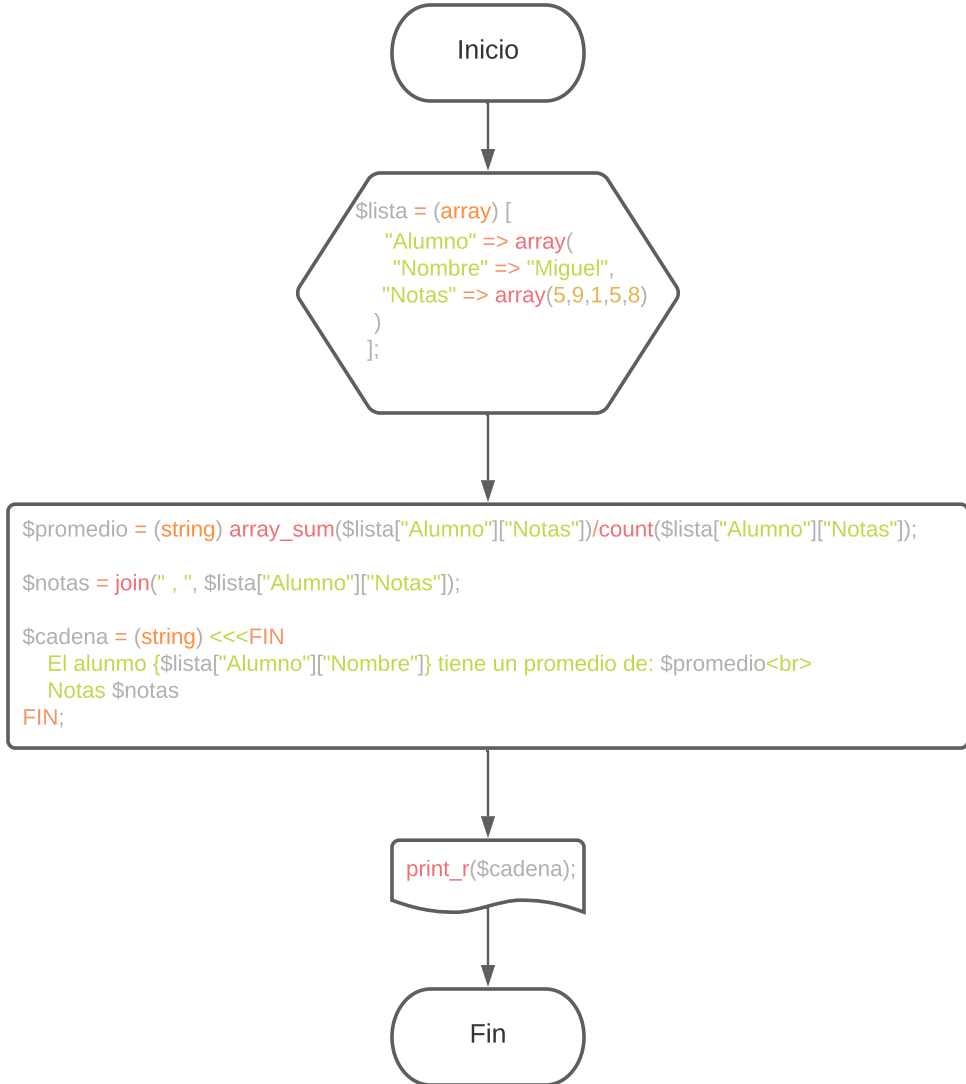 Inicio
$lista = (array) [
"Alumno" => array(
"Nombre" => "Miguel",
"Notas" => array(5,9,1,5,8)
)
];
$promedio = (string) array_sum($lista["Alumno"]["Notas"])/count($lista["Alumno"]["Notas"]);
$notas = join(" , ", $lista["Alumno"]["Notas"]);
$cadena = (string) <<<FIN
El alunmo {$lista["Alumno"]["Nombre"]} tiene un promedio de: $promedio<br>
Notas $notas
FIN;
print_r($cadena);
Fin